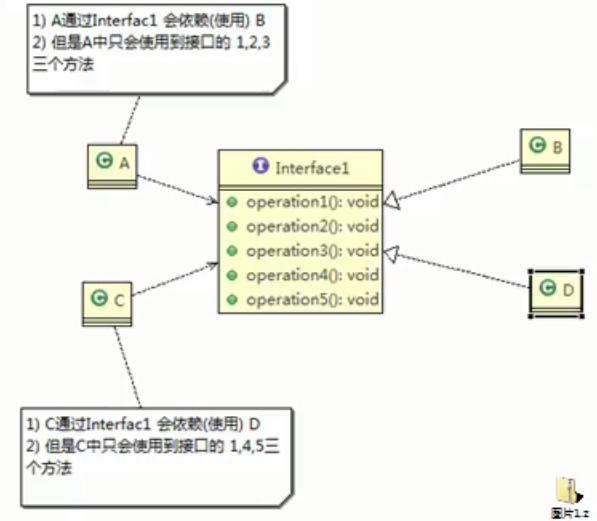 1) A通过Interfac1 会依赖(使用) B
2) 但是A中只会使用到接口的 1,2,3
三个方法
A
B
Interface1
operation1(): void
operation2(): void
operation3(): void
operation4(): void
operation5(): void
C
D
1) C通过Interfac1 会依赖(使用) D
2) 但是C中只会使用到接口的 1,4,5三
个方法
图片1.z